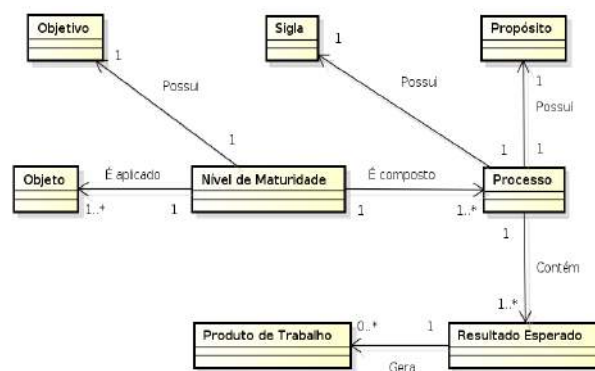 Objetivo
Sigla
Propósito
1
1
1
Possui
Possui
Possui
1
1
1
Objeto
É aplicado
Nível de Maturidade
É composto
Processo
1..*
1
1
1..*
1
Contém
1..*
Produto de Trabalho
0..*
1
Resultado Esperado
Gera